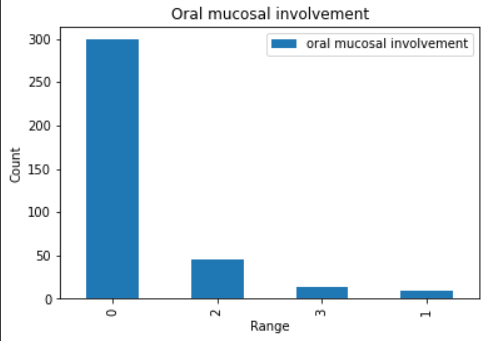 Oral mucosal involvement
oral mucosal involvement
300
250
200
150
100
50
0
Count
0 2 3 1
Range